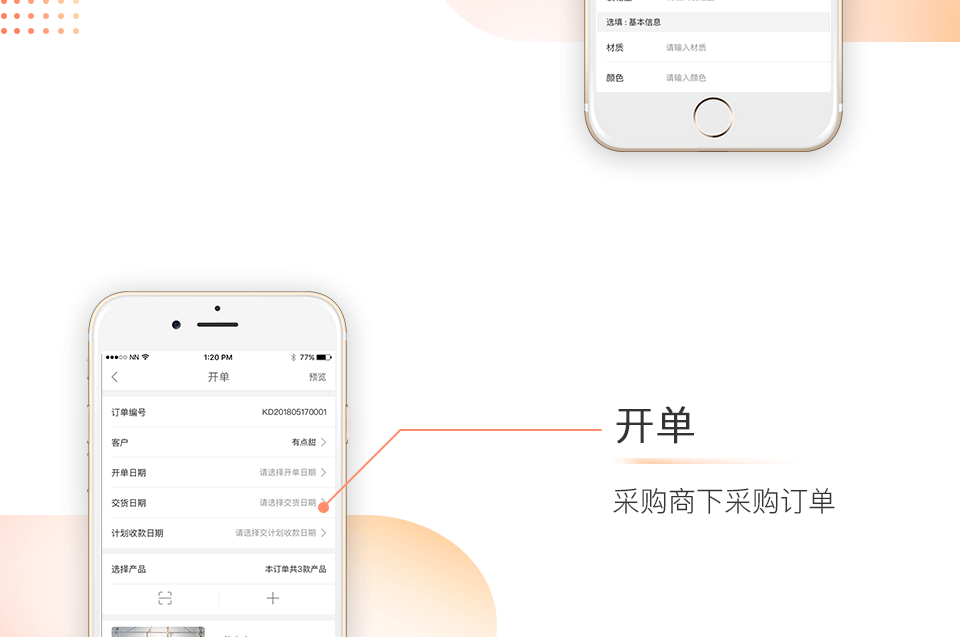 选填 : 基本信息
材质 请输入材质
颜色 请输入颜色
NN 1:20 PM 77%
开单 预览
订单编号 KD201805170001
客户 有点甜
开单日期 请选择开单日期
交货日期 请选择交货日期
计划收款日期 请选择交计划收款日期
选择产品 本订单共3款产品
开单
采购商下采购订单